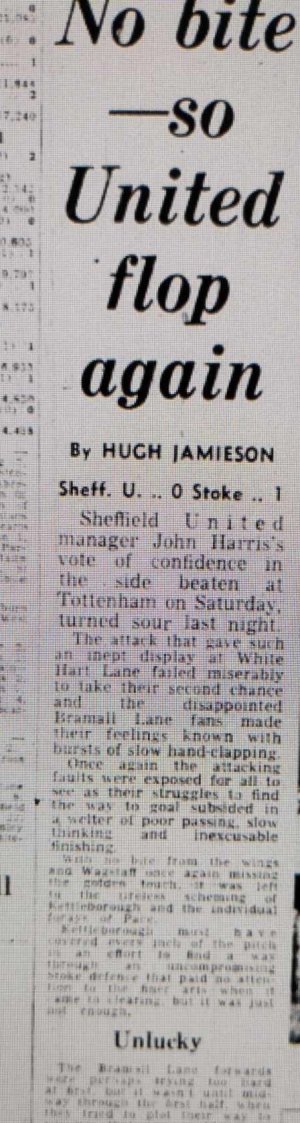 No bite
—so
United
flop
again
By HUGH JAMIESON
Sheff. U. .. 0 Stoke .. 1
Sheffield United
manager John Harris's
vote of confidence in
the side beaten at
Tottenham on Saturday,
turned sour last night.
The attack that gave such
an inept display at White
Hart Lane failed miserably
to take their second chance
and the disappointed
Bramall Lane fans made
their feelings known with
bursts of slow hand-clapping.
Once again the attacking
faults were exposed for all to
see as their struggles to find
the way to goal subsided in
a welter of poor passing, slow
thinking and inexcusable
finishing.
With no bite from the wings
and Wagstaff once again missing
the golden touch, it was left
to the tireless scheming of
Kettleborough and the individual
forays of Pace.
Kettleborough must have
covered every inch of the pitch
in an effort to find a way
through an uncompromising
Stoke defence that paid no atten-
tion to the finer arts when it
came to clearing, but it was just
not enough.
Unlucky
The Bramall Lane forwards
were perhaps trying too hard
at first, but it wasn't until mid-
way through the first half, when
they tried to plot their way to